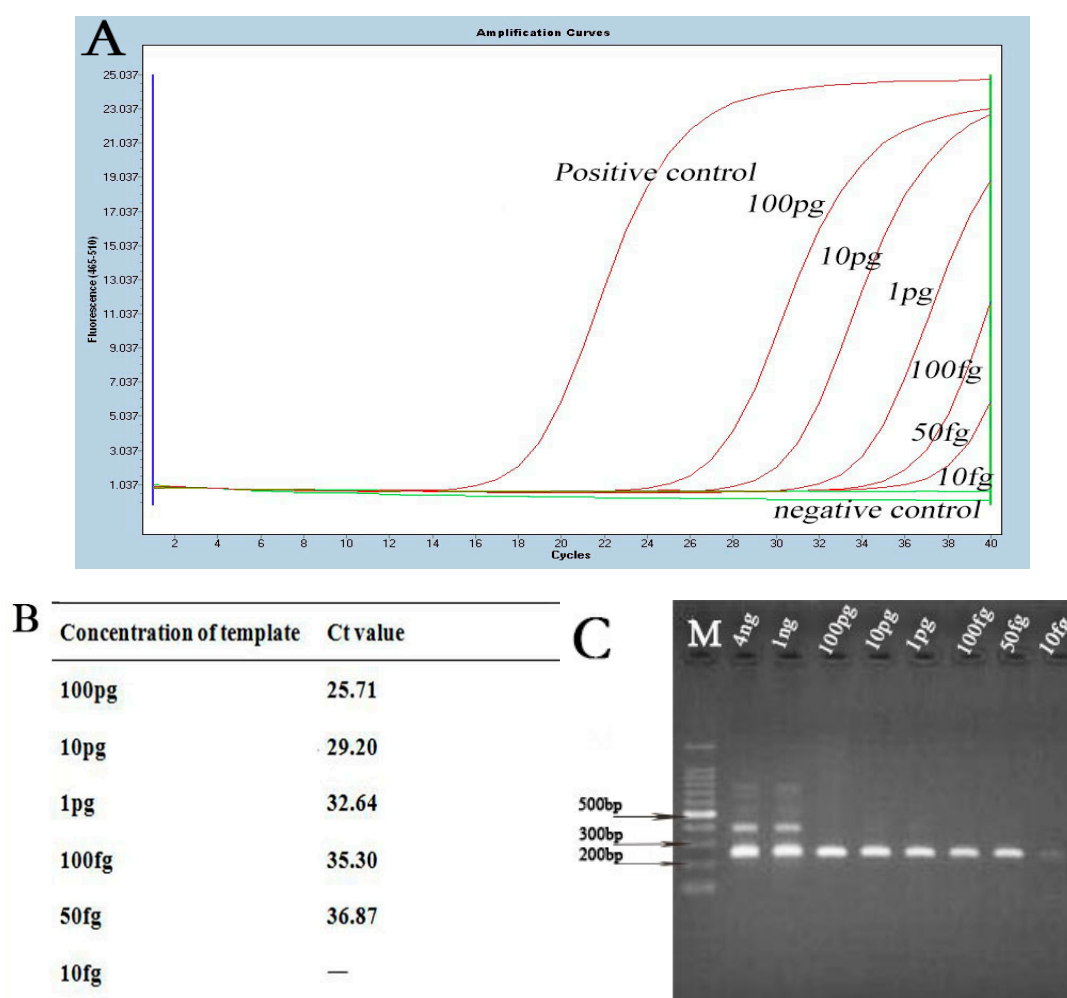 A
Amplification Curves
Fluorescence (465-510)
25.037
23.037
21.037
19.037
17.037
15.037
13.037
11.037
9.037
7.037
5.037
3.037
1.037
Positive control
100pg
10pg
1pg
100fg
50fg
10fg
negative control
2 4 6 8 10 12 14 16 18 20 22 24 26 28 30 32 34 36 38 40
Cycles
B
Concentration of template Ct value
100pg 25.71
10pg 29.20
1pg 32.64
100fg 35.30
50fg 36.87
10fg —
C
M 4ng 1ng 100pg 10pg 1pg 100fg 50fg 10fg
500bp
300bp
200bp